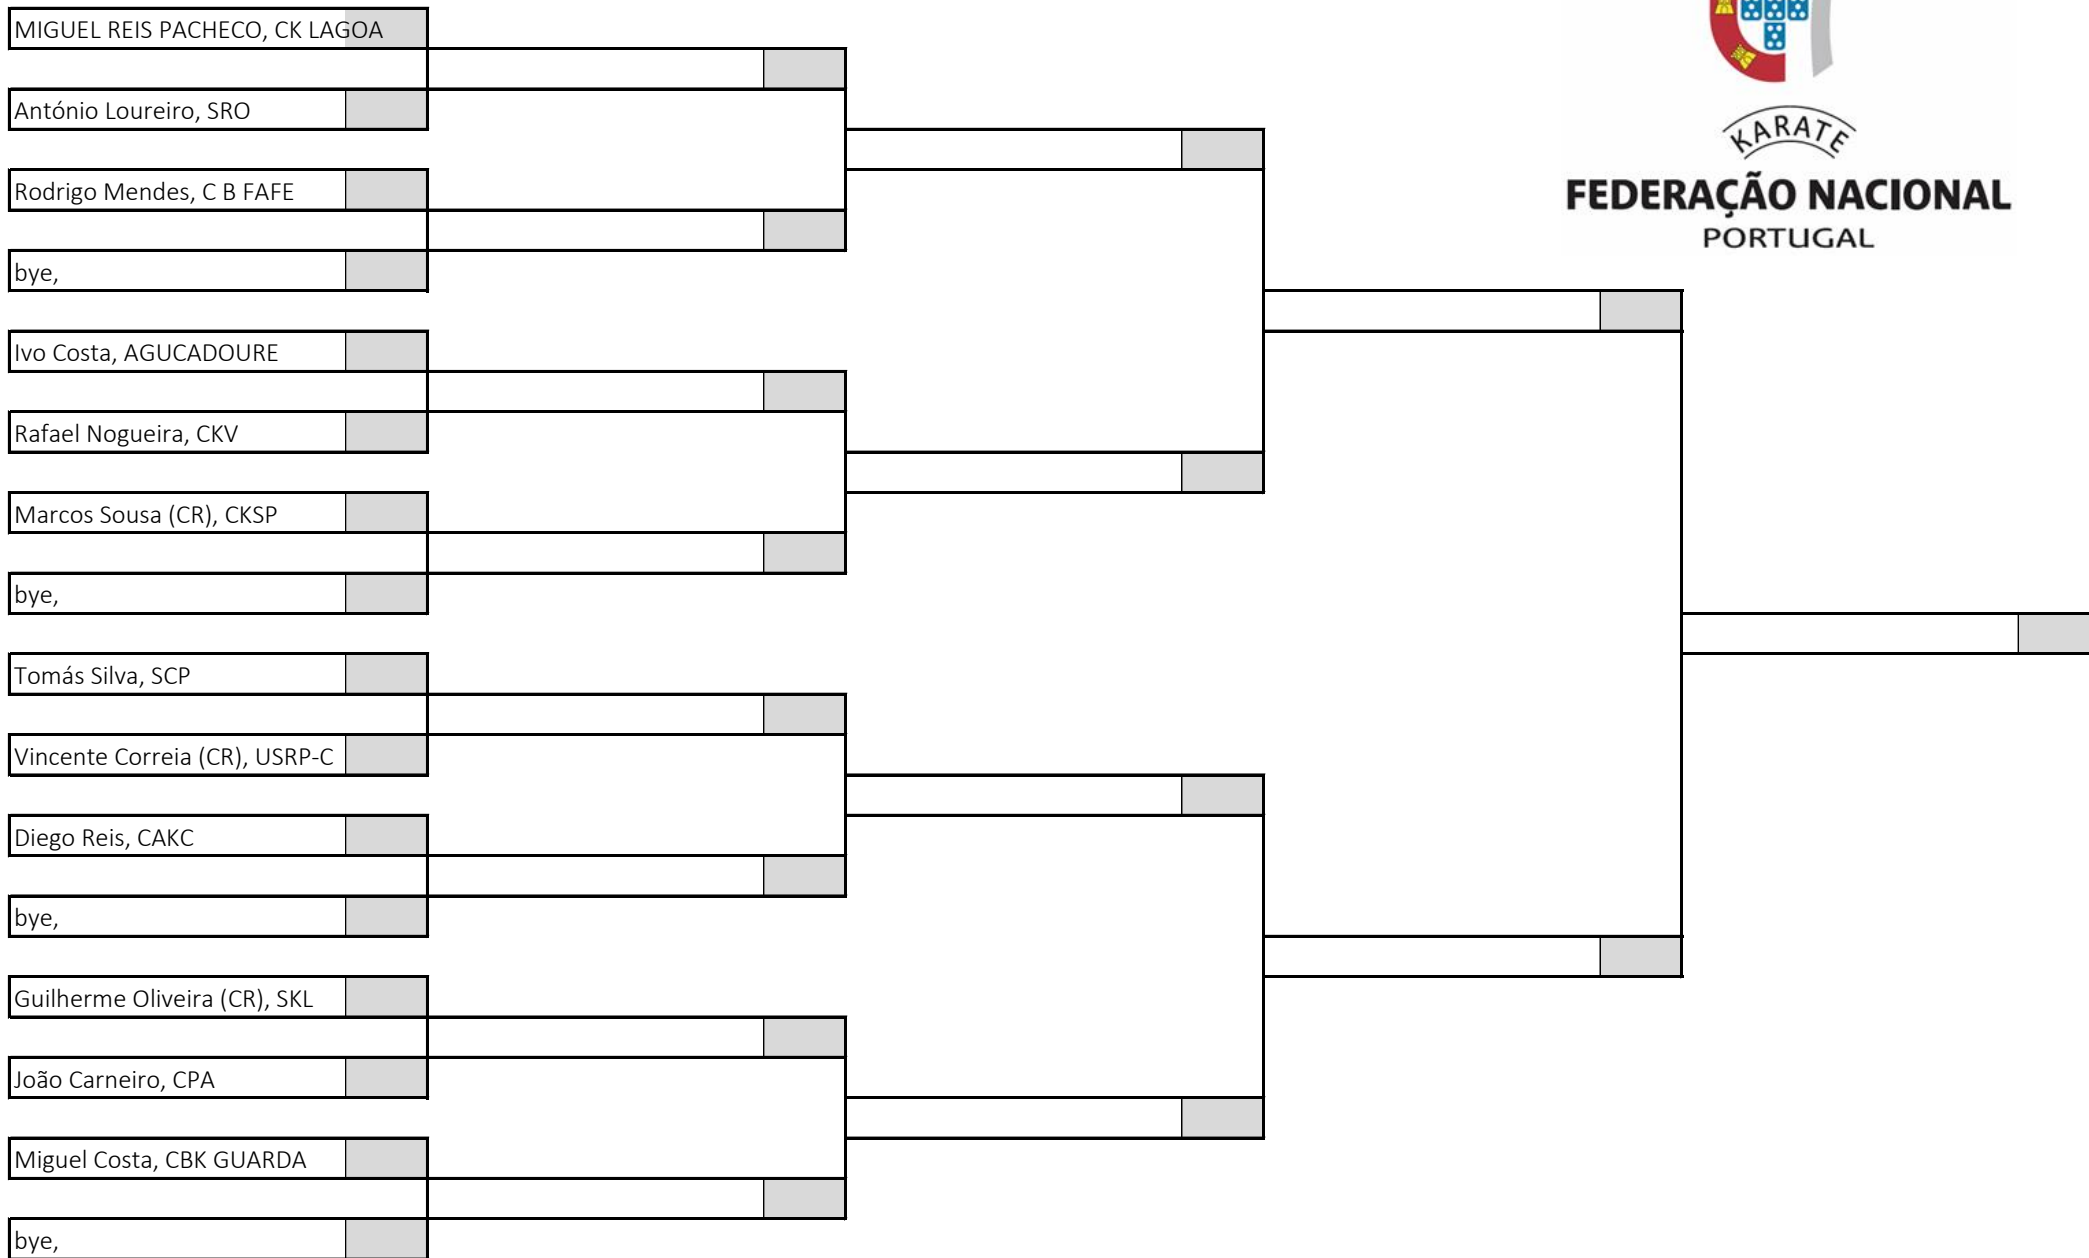 MIGUEL REIS PACHECO, CK LAGOA
António Loureiro, SRO
KARATE
Rodrigo Mendes, C B FAFE
FEDERAÇÃO NACIONAL
PORTUGAL
bye,
Ivo Costa, AGUCADOURE
Rafael Nogueira, CKV
Marcos Sousa (CR), CKSP
bye,
Tomás Silva, SCP
Vincente Correia (CR), USRP-C
Diego Reis, CAKC
bye,
Guilherme Oliveira (CR), SKL
João Carneiro, CPA
Miguel Costa, CBK GUARDA
bye,